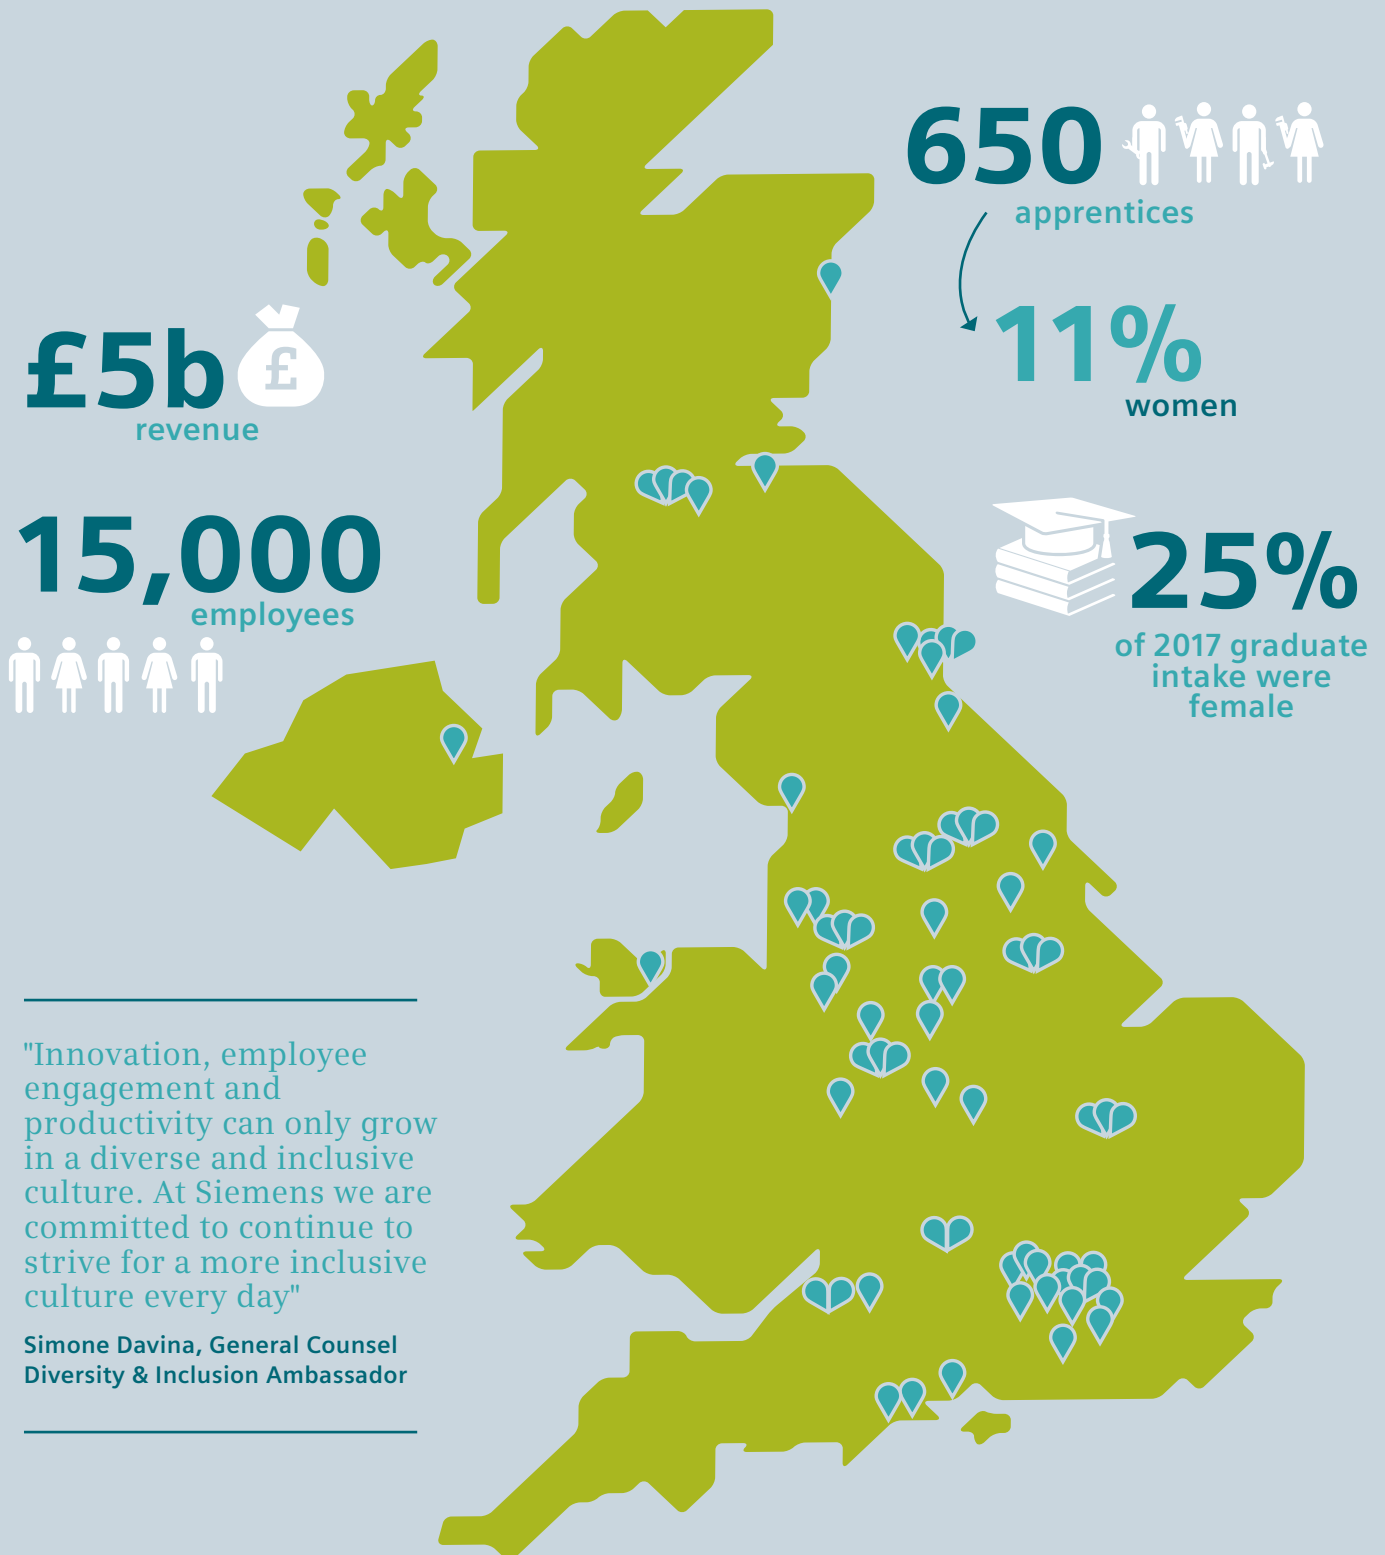 650
apprentices
11%
women
£5b
£
revenue
15,000
employees
25%
of 2017 graduate
intake were
female
"Innovation, employee
engagement and
productivity can only grow
in a diverse and inclusive
culture. At Siemens we are
committed to continue to
strive for a more inclusive
culture every day"
Simone Davina, General Counsel
Diversity & Inclusion Ambassador